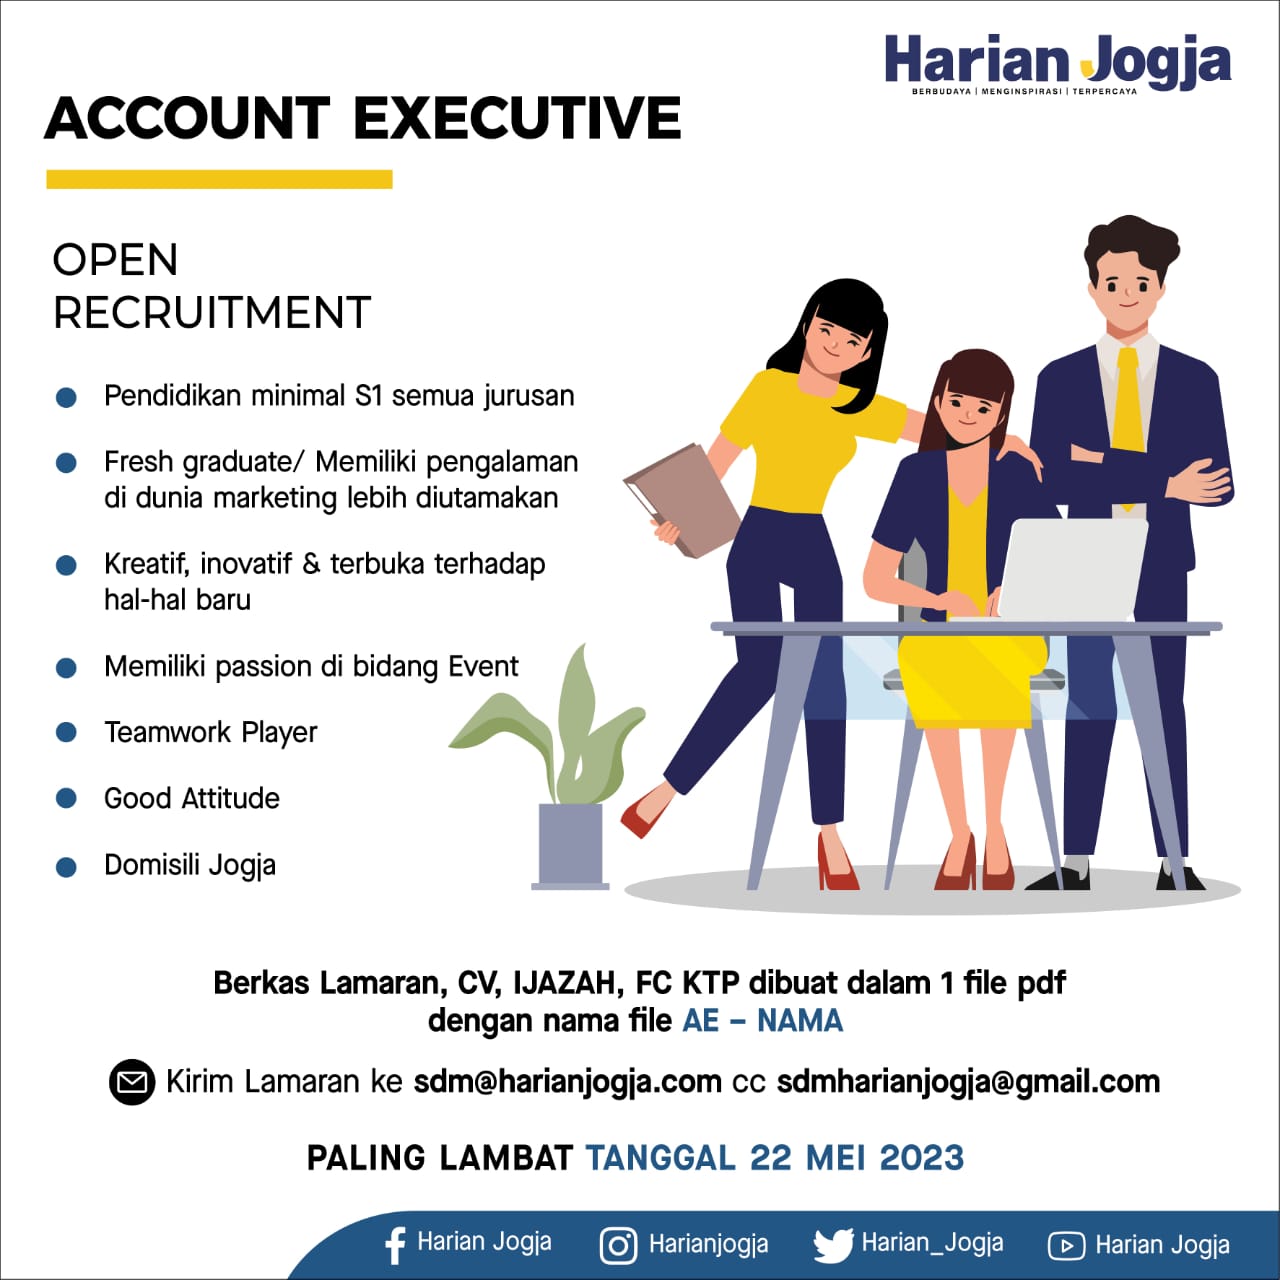 Harian Jogja
BERBUDAYA | MENGINSPIRASI | TERPERCAYA
ACCOUNT EXECUTIVE
OPEN
RECRUITMENT
Pendidikan minimal S1 semua jurusan
Fresh graduate/ Memiliki pengalaman
di dunia marketing lebih diutamakan
Kreatif, inovatif & terbuka terhadap
hal-hal baru
Memiliki passion di bidang Event
Teamwork Player
Good Attitude
Domisili Jogja
Berkas Lamaran, CV, IJAZAH, FC KTP dibuat dalam 1 file pdf
dengan nama file AE – NAMA
Kirim Lamaran ke sdm@harianjogja.com cc sdmharianjogja@gmail.com
PALING LAMBAT TANGGAL 22 MEI 2023
Harian Jogja Harianjogja Harian_Jogja Harian Jogja